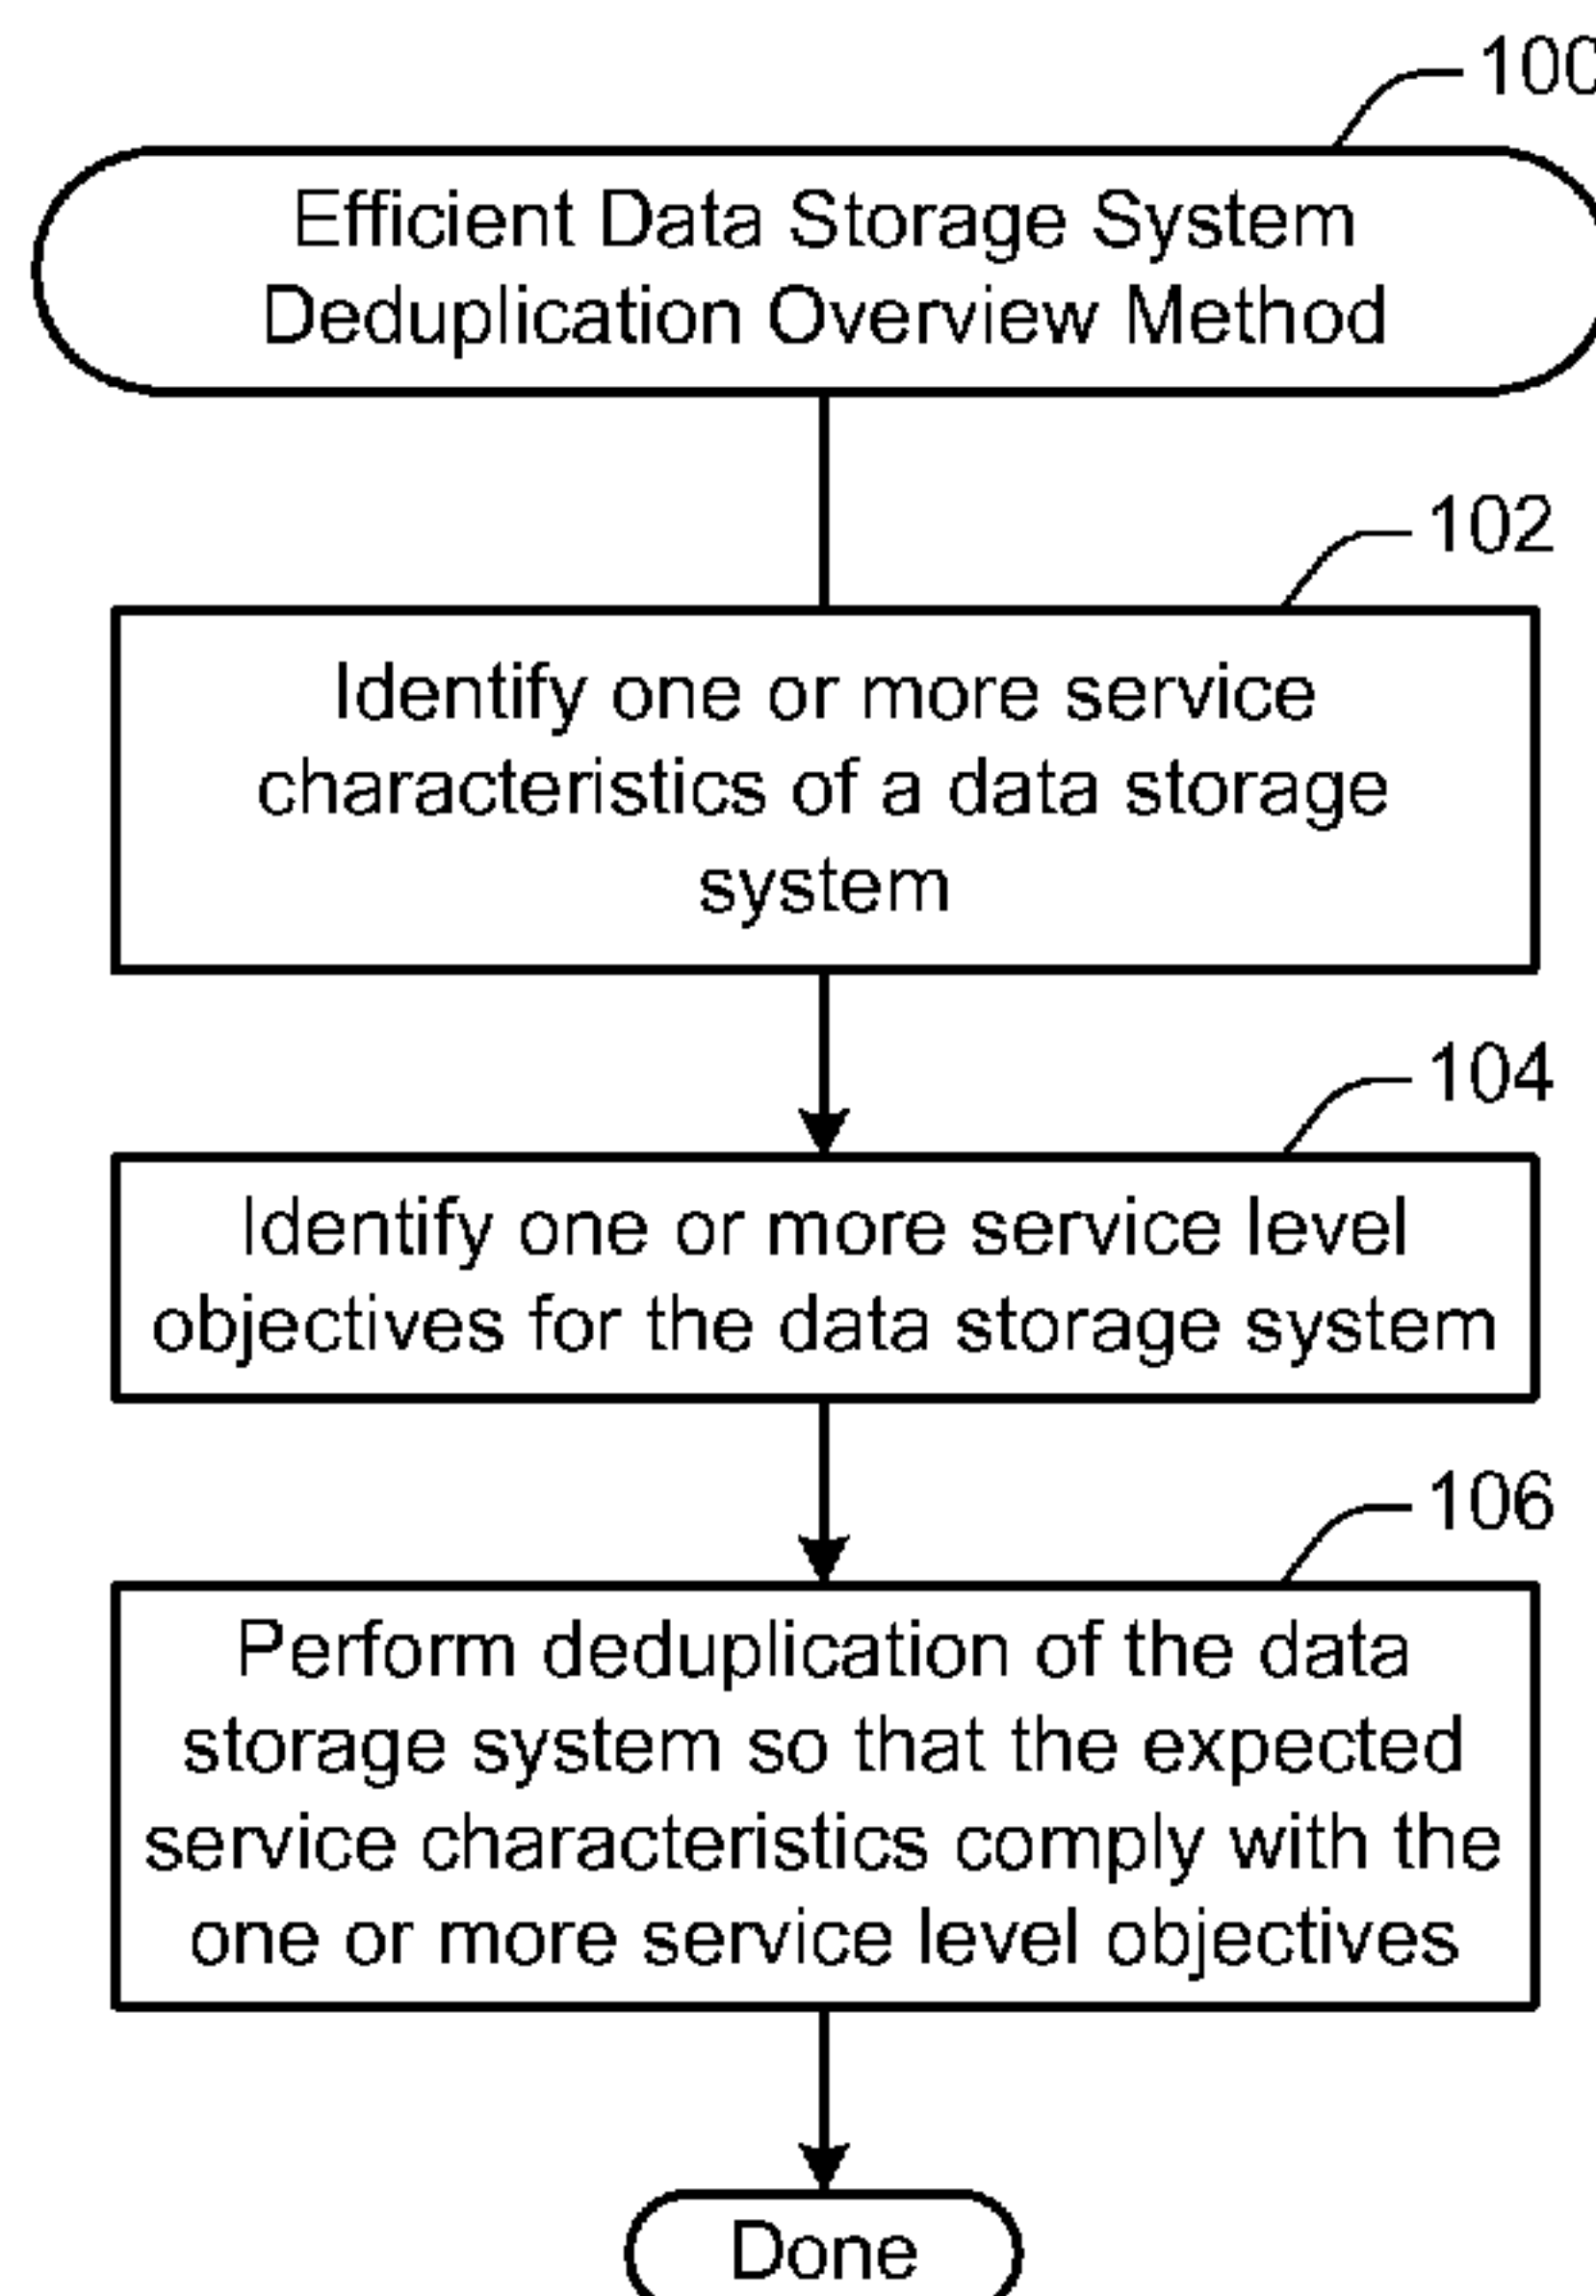 100
Efficient Data Storage System
Deduplication Overview Method
102
Identify one or more service
characteristics of a data storage
system
104
Identify one or more service level
objectives for the data storage system
106
Perform deduplication of the data
storage system so that the expected
service characteristics comply with the
one or more service level objectives
Done